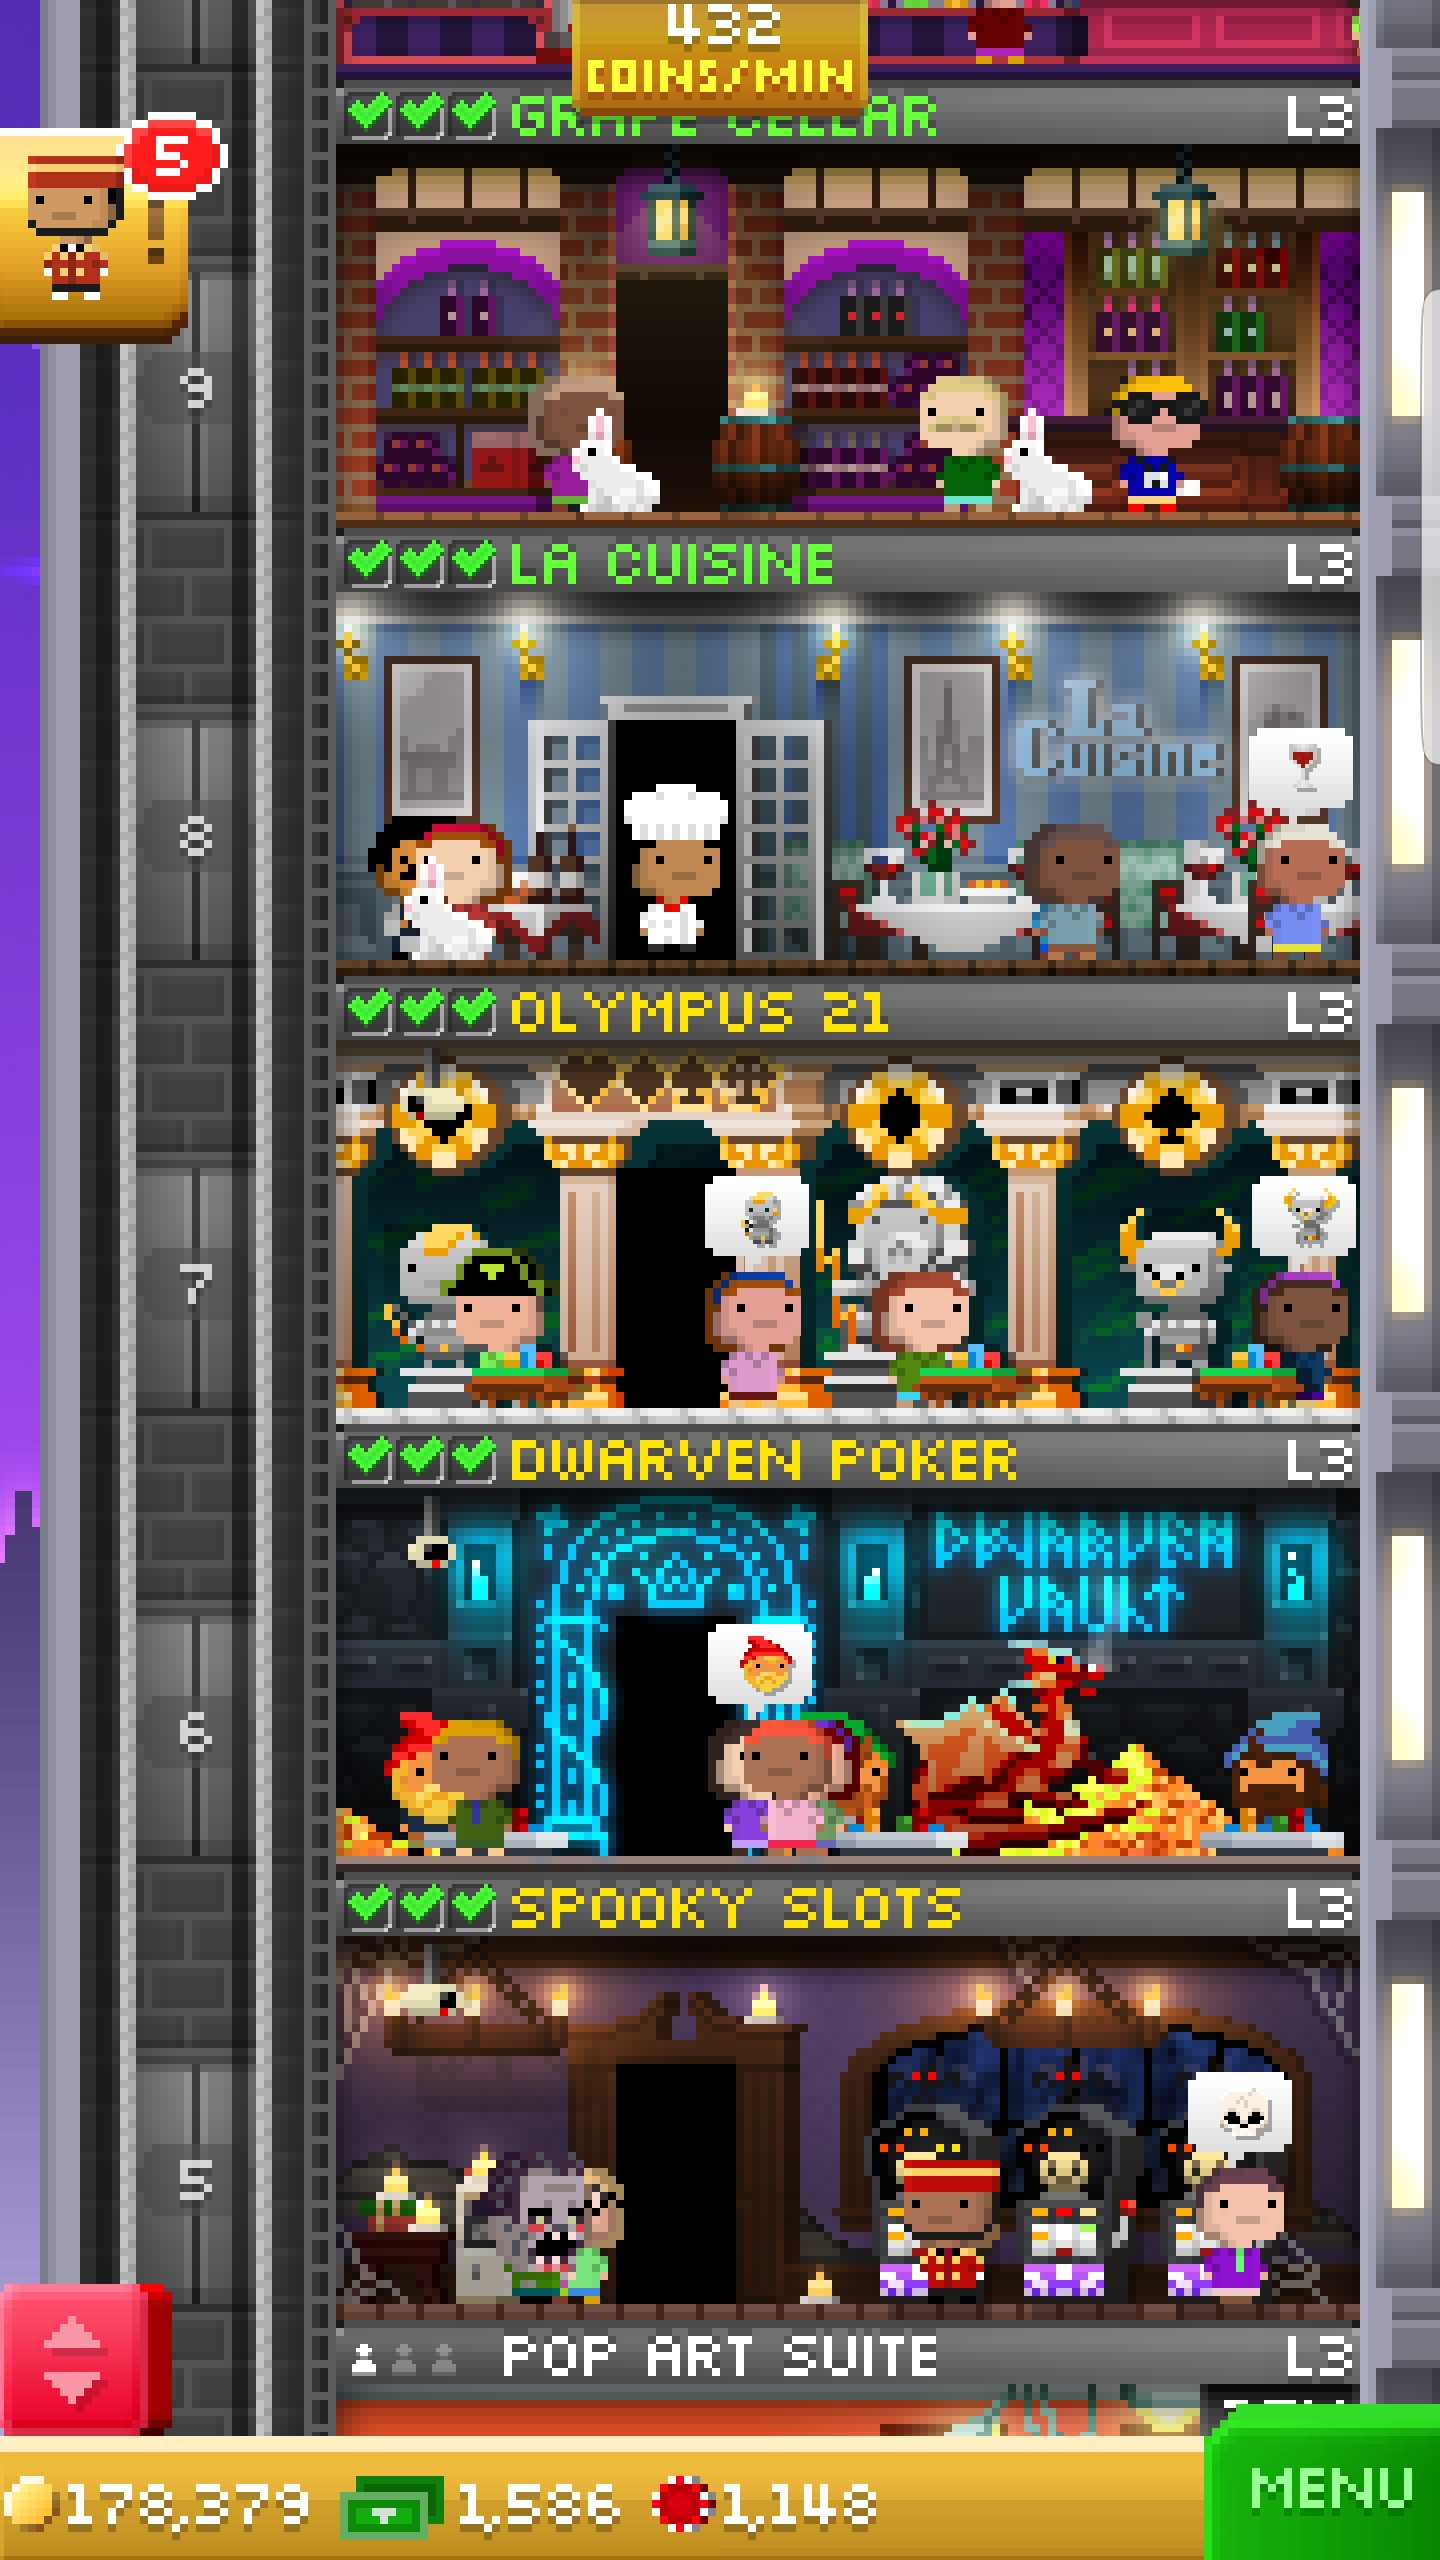 432
COINS/MIN
GRAPE CELLAR L3
5
9
LA CUISINE L3
La
Cuisine
8
OLYMPUS 21 L3
7
DWARVEN POKER L3
DWARVEN
VAULT
6
SPOOKY SLOTS L3
5
POP ART SUITE L3
178,379 1,586 1,148
MENU